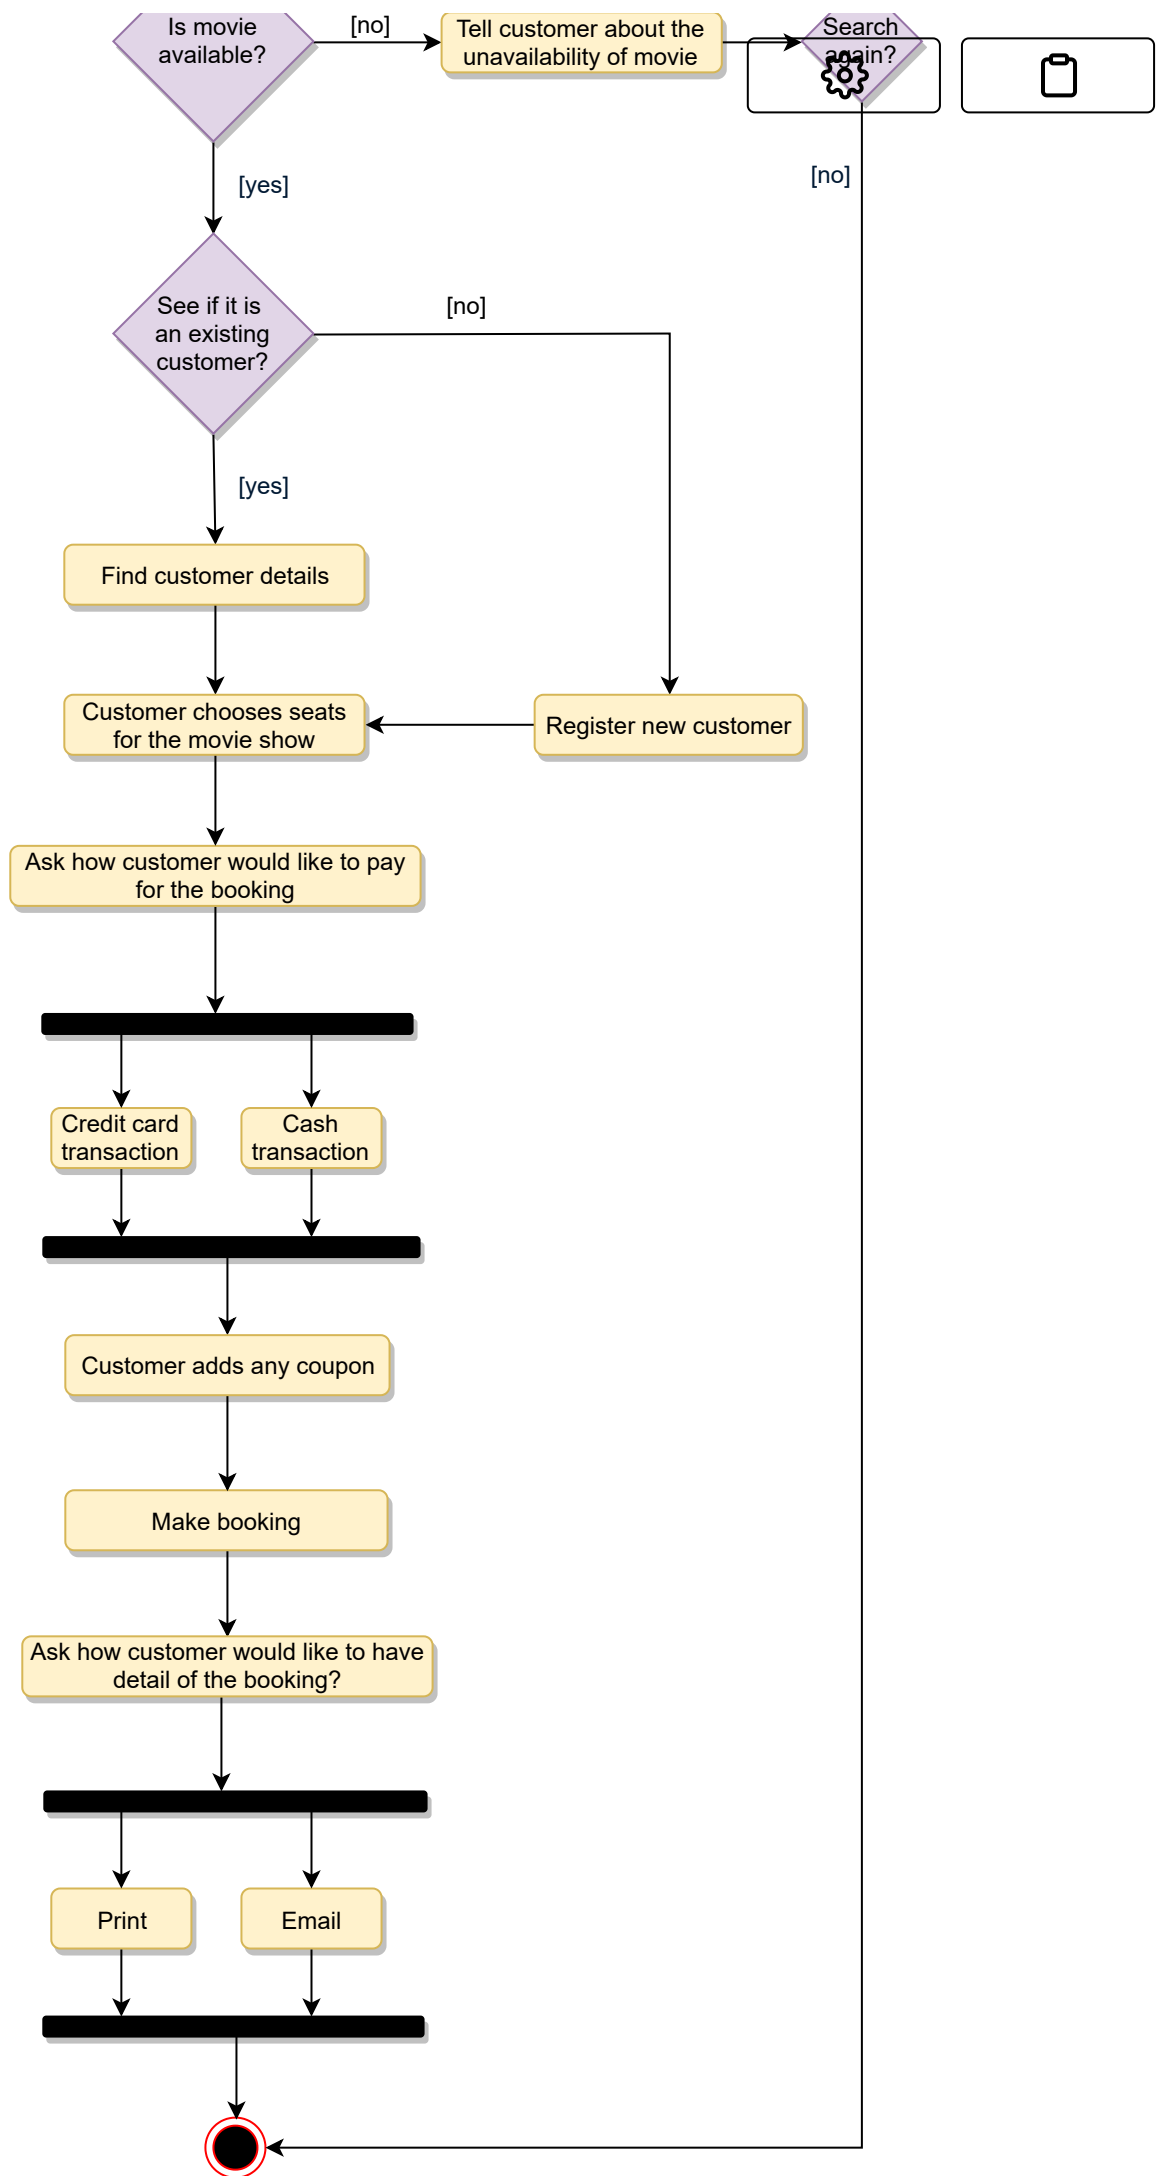 Is movie
available?
[no]
Tell customer about the
unavailability of movie
Search
again?
[yes]
[no]
See if it is
an existing
customer?
[no]
[yes]
Find customer details
Customer chooses seats
for the movie show
Register new customer
Ask how customer would like to pay
for the booking
Credit card
transaction
Cash
transaction
Customer adds any coupon
Make booking
Ask how customer would like to have
detail of the booking?
Print
Email